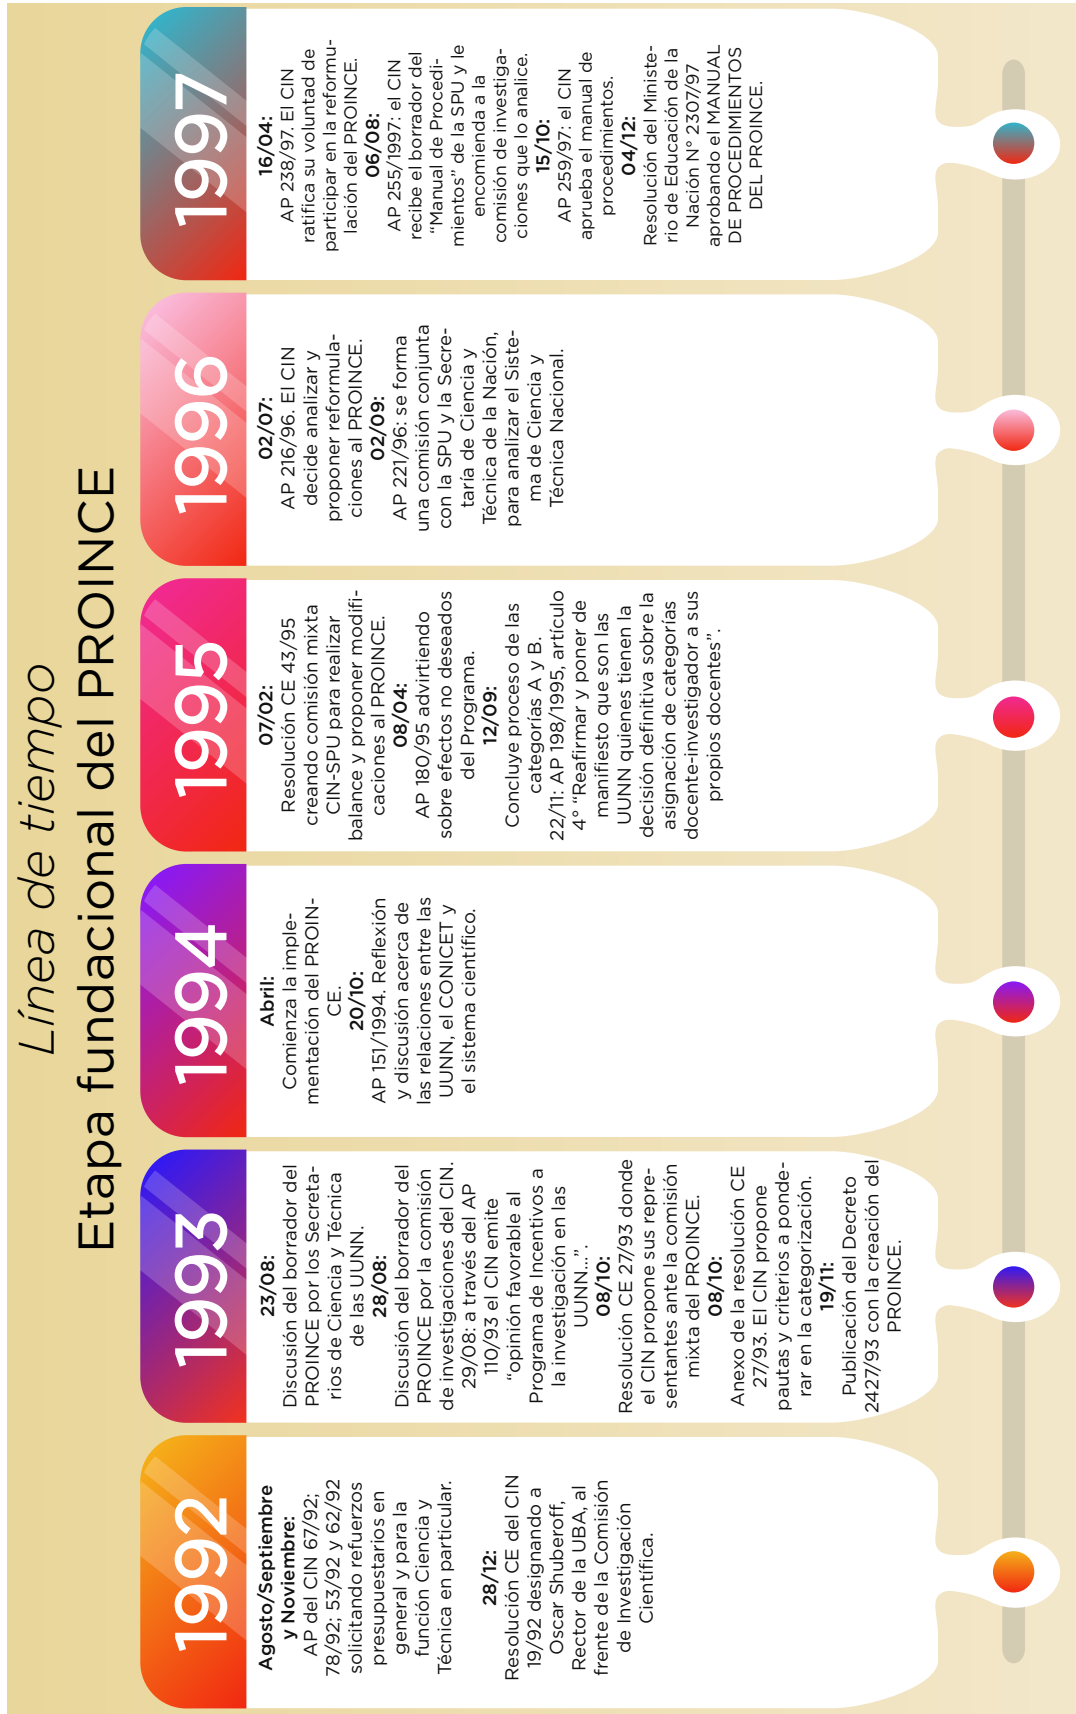 Línea de tiempo
Etapa fundacional del PROINCE
1992
Agosto/Septiembre
y Noviembre:
AP del CIN 67/92;
78/92; 53/92 y 62/92
solicitando refuerzos
presupuestarios en
general y para la
función Ciencia y
Técnica en particular.
28/12:
Resolución CE del CIN
19/92 designando a
Oscar Shuberoff,
Rector de la UBA, al
frente de la Comisión
de Investigación
Científica.
1993
23/08:
Discusión del borrador del
PROINCE por los Secreta-
rios de Ciencia y Técnica
de las UUNN.
28/08:
Discusión del borrador del
PROINCE por la comisión
de investigaciones del CIN.
29/08: a través del AP
110/93 el CIN emite
“opinión favorable al
Programa de Incentivos a
la investigación en las
UUNN...”.
08/10:
Resolución CE 27/93 donde
el CIN propone sus repre-
sentantes ante la comisión
mixta del PROINCE.
08/10:
Anexo de la resolución CE
27/93. El CIN propone
pautas y criterios a ponde-
rar en la categorización.
19/11:
Publicación del Decreto
2427/93 con la creación del
PROINCE.
1994
Abril:
Comienza la imple-
mentación del PROIN-
CE.
20/10:
AP 151/1994. Reflexión
y discusión acerca de
las relaciones entre las
UUNN, el CONICET y
el sistema científico.
1995
07/02:
Resolución CE 43/95
creando comisión mixta
CIN-SPU para realizar
balance y proponer modifi-
caciones al PROINCE.
08/04:
AP 180/95 advirtiendo
sobre efectos no deseados
del Programa.
12/09:
Concluye proceso de las
categorías A y B.
22/11: AP 198/1995, artículo
4° “Reafirmar y poner de
manifiesto que son las
UUNN quienes tienen la
decisión definitiva sobre la
asignación de categorías
docente-investigador a sus
propios docentes”.
1996
02/07:
AP 216/96. El CIN
decide analizar y
proponer reformula-
ciones al PROINCE.
02/09:
AP 221/96: se forma
una comisión conjunta
con la SPU y la Secre-
taría de Ciencia y
Técnica de la Nación,
para analizar el Siste-
ma de Ciencia y
Técnica Nacional.
1997
16/04:
AP 238/97. El CIN
ratifica su voluntad de
participar en la reformu-
lación del PROINCE.
06/08:
AP 255/1997: el CIN
recibe el borrador del
“Manual de Procedi-
mientos” de la SPU y le
encomienda a la
comisión de investiga-
ciones que lo analice.
15/10:
AP 259/97: el CIN
aprueba el manual de
procedimientos.
04/12:
Resolución del Ministe-
rio de Educación de la
Nación N° 2307/97
aprobando el MANUAL
DE PROCEDIMIENTOS
DEL PROINCE.